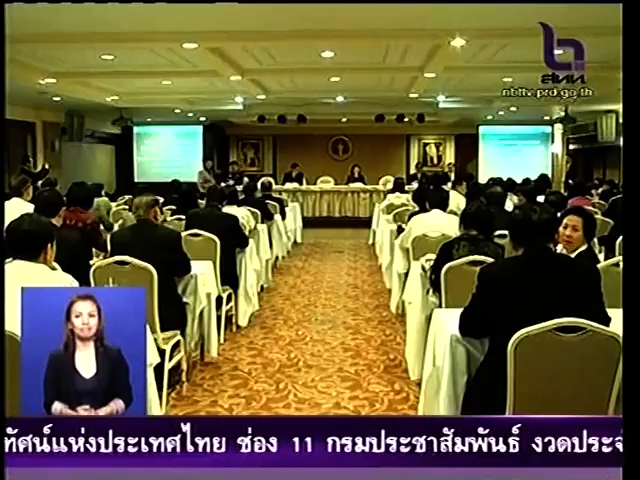 สทท
nbttv.prd.go.th
ทัศน์แห่งประเทศไทย ช่อง 11 กรมประชาสัมพันธ์ งวดประจ